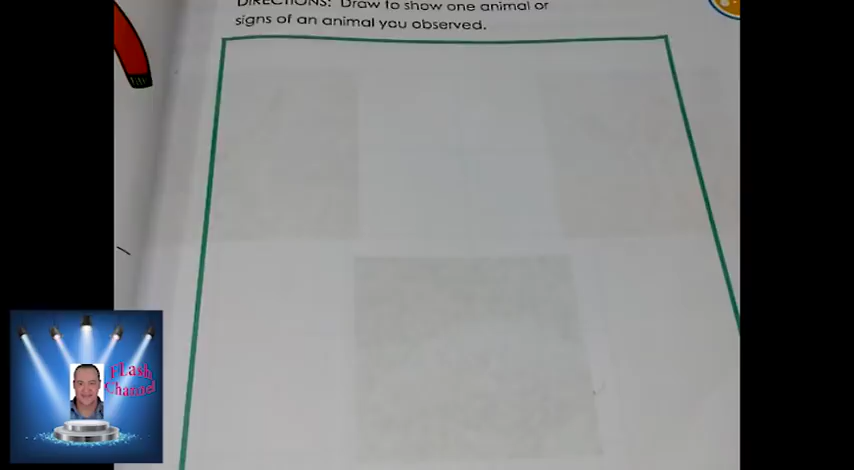 DIRECTIONS: Draw to show one animal or
signs of an animal you observed.
FLash
Channel